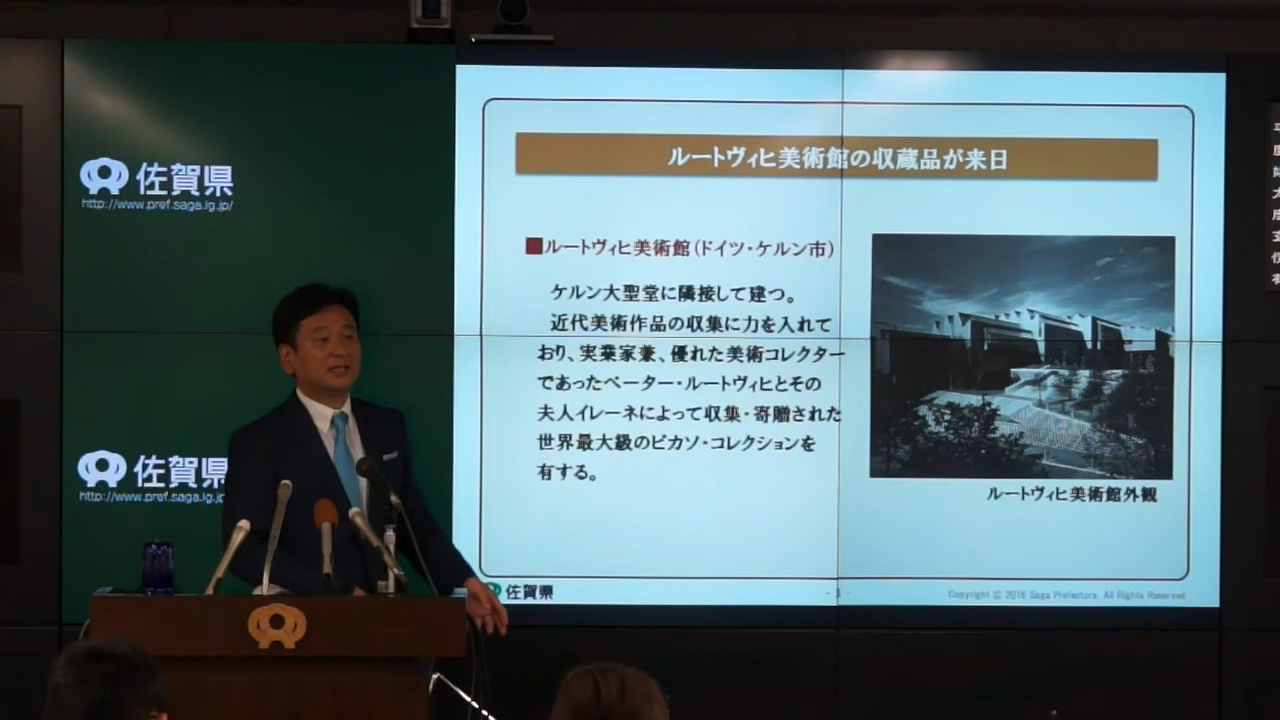 佐賀県
http://www.pref.saga.lg.jp/
佐賀県
http://www.pref.saga.lg.jp
ルートヴィヒ美術館の収蔵品が来日
■ルートヴィヒ美術館(ドイツ・ケルン市)
ケルン大聖堂に隣接して建つ。
近代美術作品の収集に力を入れて
おり、実業家兼、優れた美術コレクター
であったペーター・ルートヴィヒとその
夫人イレーネによって収集・寄贈された
世界最大級のピカソ・コレクションを
有する。
ルートヴィヒ美術館外観
佐賀県
- 3 -
Copyright © 2016 Saga Prefecture. All Rights Reserved